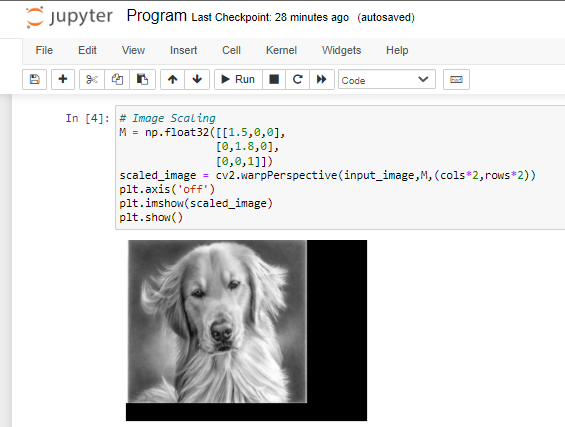 jupyter Program Last Checkpoint: 28 minutes ago (autosaved)
File Edit View Insert Cell Kernel Widgets Help
Run Code
In [4]: # Image Scaling
M = np.float32([[1.5,0,0],
[0,1.8,0],
[0,0,1]])
scaled_image = cv2.warpPerspective(input_image,M,(cols*2,rows*2))
plt.axis('off')
plt.imshow(scaled_image)
plt.show()